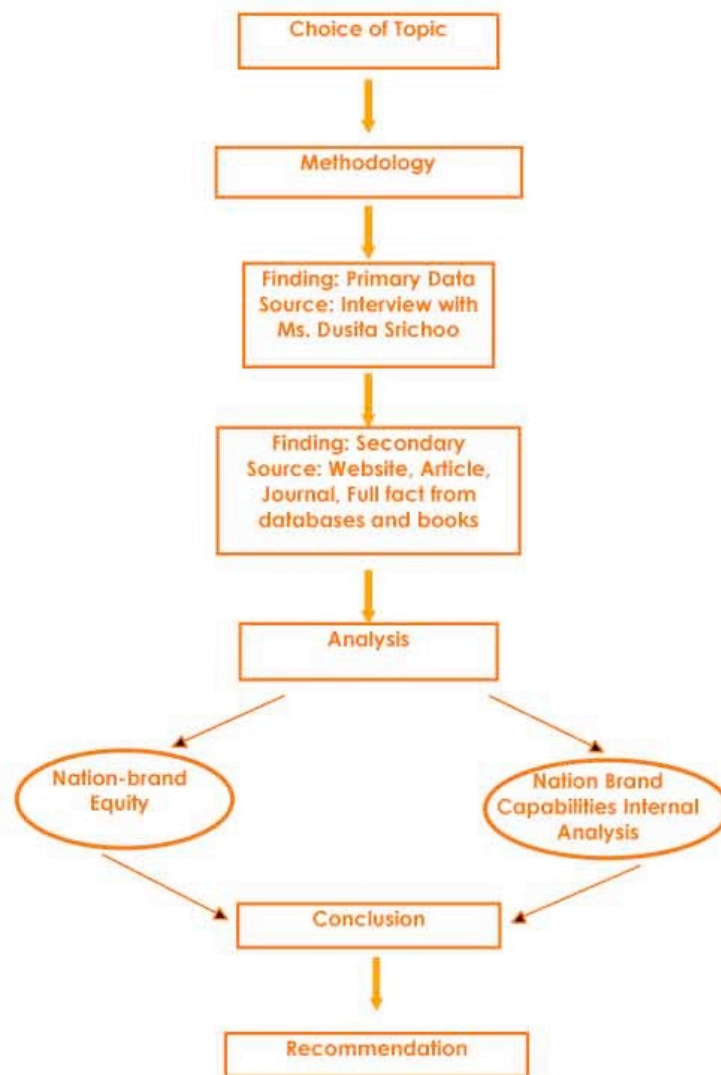 Choice of Topic
Methodology
Finding: Primary Data
Source: Interview with
Ms. Dusita Srichoo
Finding: Secondary
Source: Website, Article,
Journal, Full fact from
databases and books
Analysis
Nation-brand
Equity
Nation Brand
Capabilities Internal
Analysis
Conclusion
Recommendation